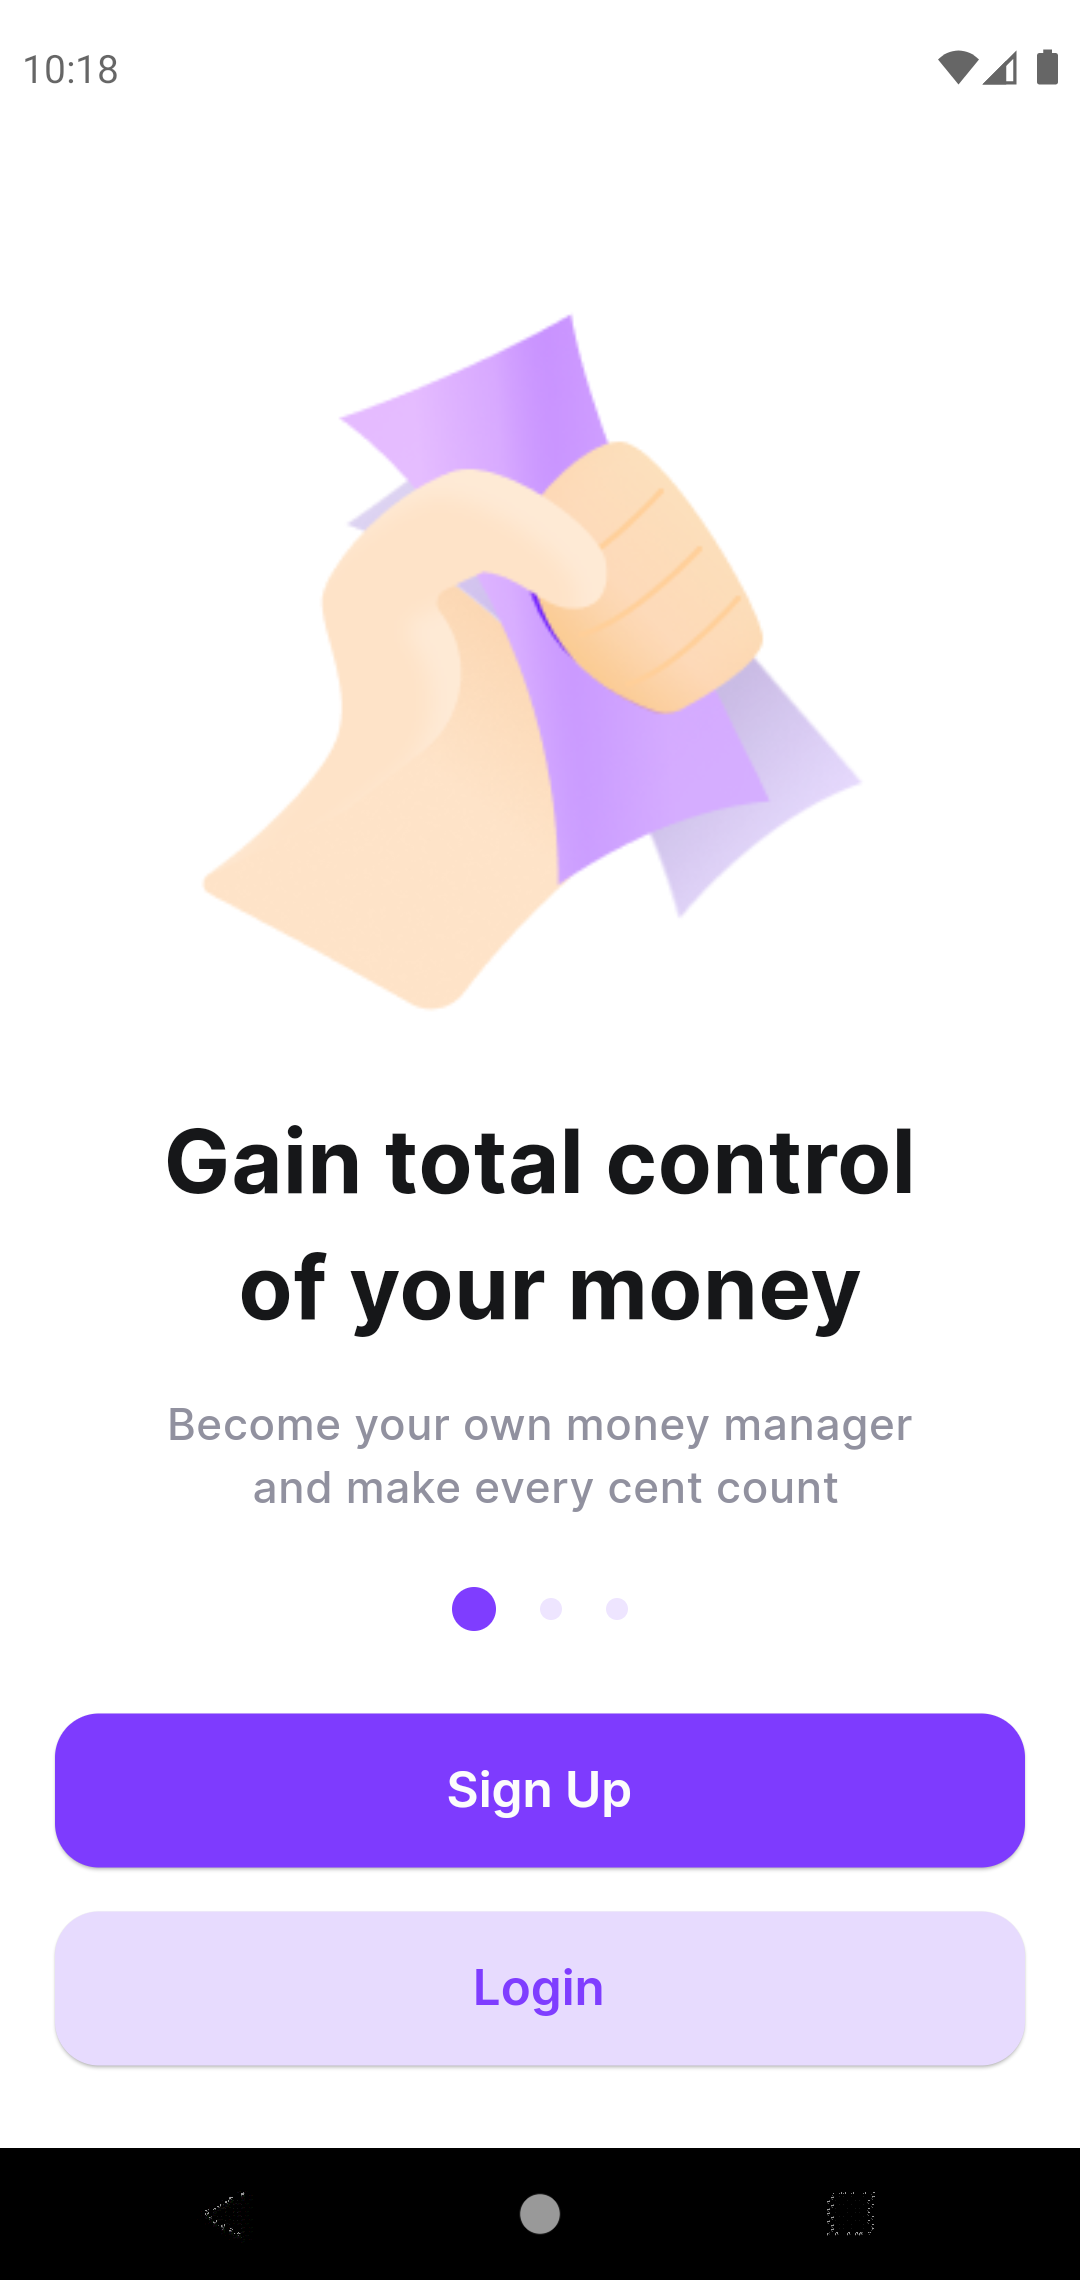 10:18
Gain total control
of your money
Become your own money manager
and make every cent count
Sign Up
Login